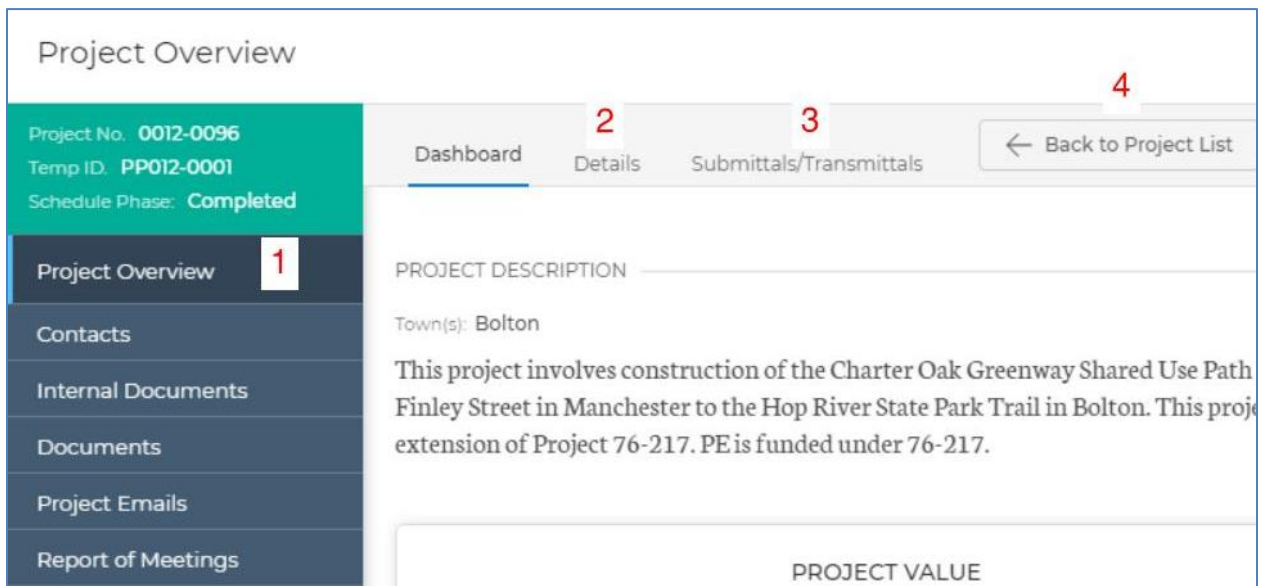 Project Overview
4
Project No. 0012-0096
Temp ID. PP012-0001
Schedule Phase: Completed
2
3
Dashboard
Details
Submittals/Transmittals
← Back to Project List
Project Overview
1
Contacts
Internal Documents
Documents
Project Emails
Report of Meetings
PROJECT DESCRIPTION
Town(s): Bolton
This project involves construction of the Charter Oak Greenway Shared Use Path
Finley Street in Manchester to the Hop River State Park Trail in Bolton. This proje
extension of Project 76-217. PE is funded under 76-217.
PROJECT VALUE